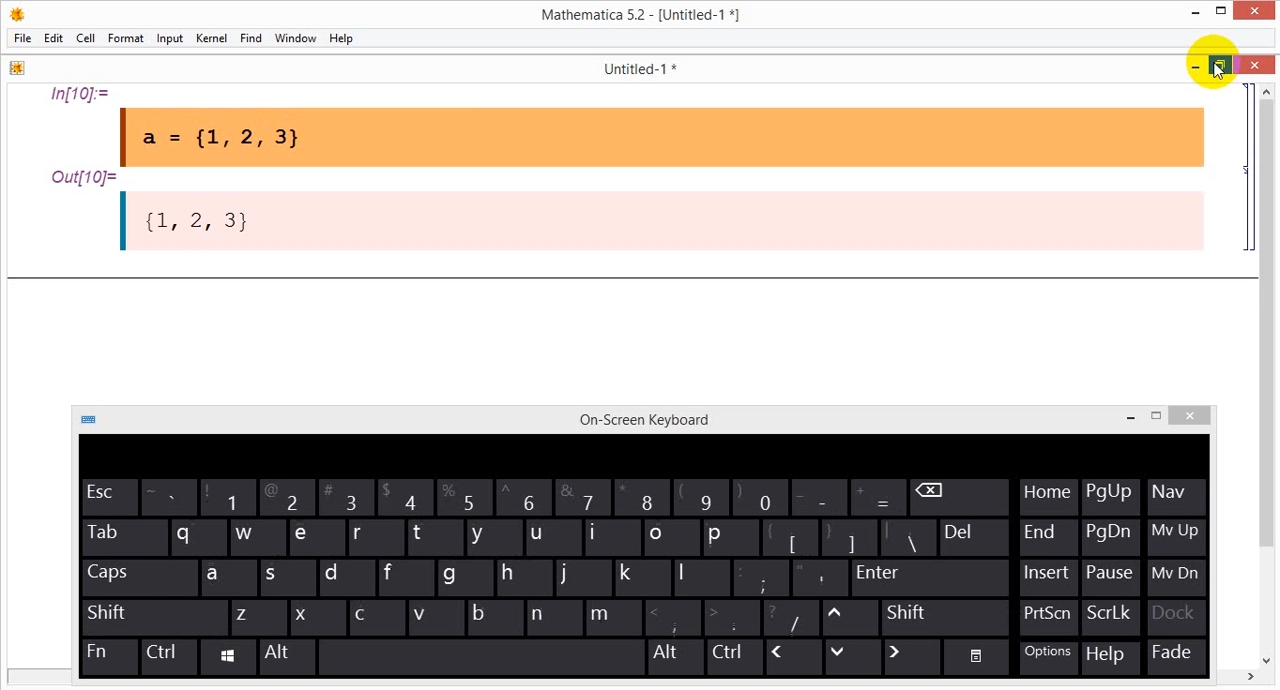 Mathematica 5.2 - [Untitled-1 *]
File Edit Cell Format Input Kernel Find Window Help
Untitled-1 *
In[10]:=
a = {1, 2, 3}
Out[10]=
{1, 2, 3}
On-Screen Keyboard
Esc ~ ` ! 1 @ 2 # 3 $ 4 % 5 ^ 6 & 7 * 8 ( 9 ) 0 _ - + = Home PgUp Nav
Tab q w e r t y u i o p { [ } ] | \ Del End PgDn Mv Up
Caps a s d f g h j k l : ; " ' Enter Insert Pause Mv Dn
Shift z x c v b n m < , > . ? / Shift PrtScn ScrLk Dock
Fn Ctrl Alt Alt Ctrl Options Help Fade